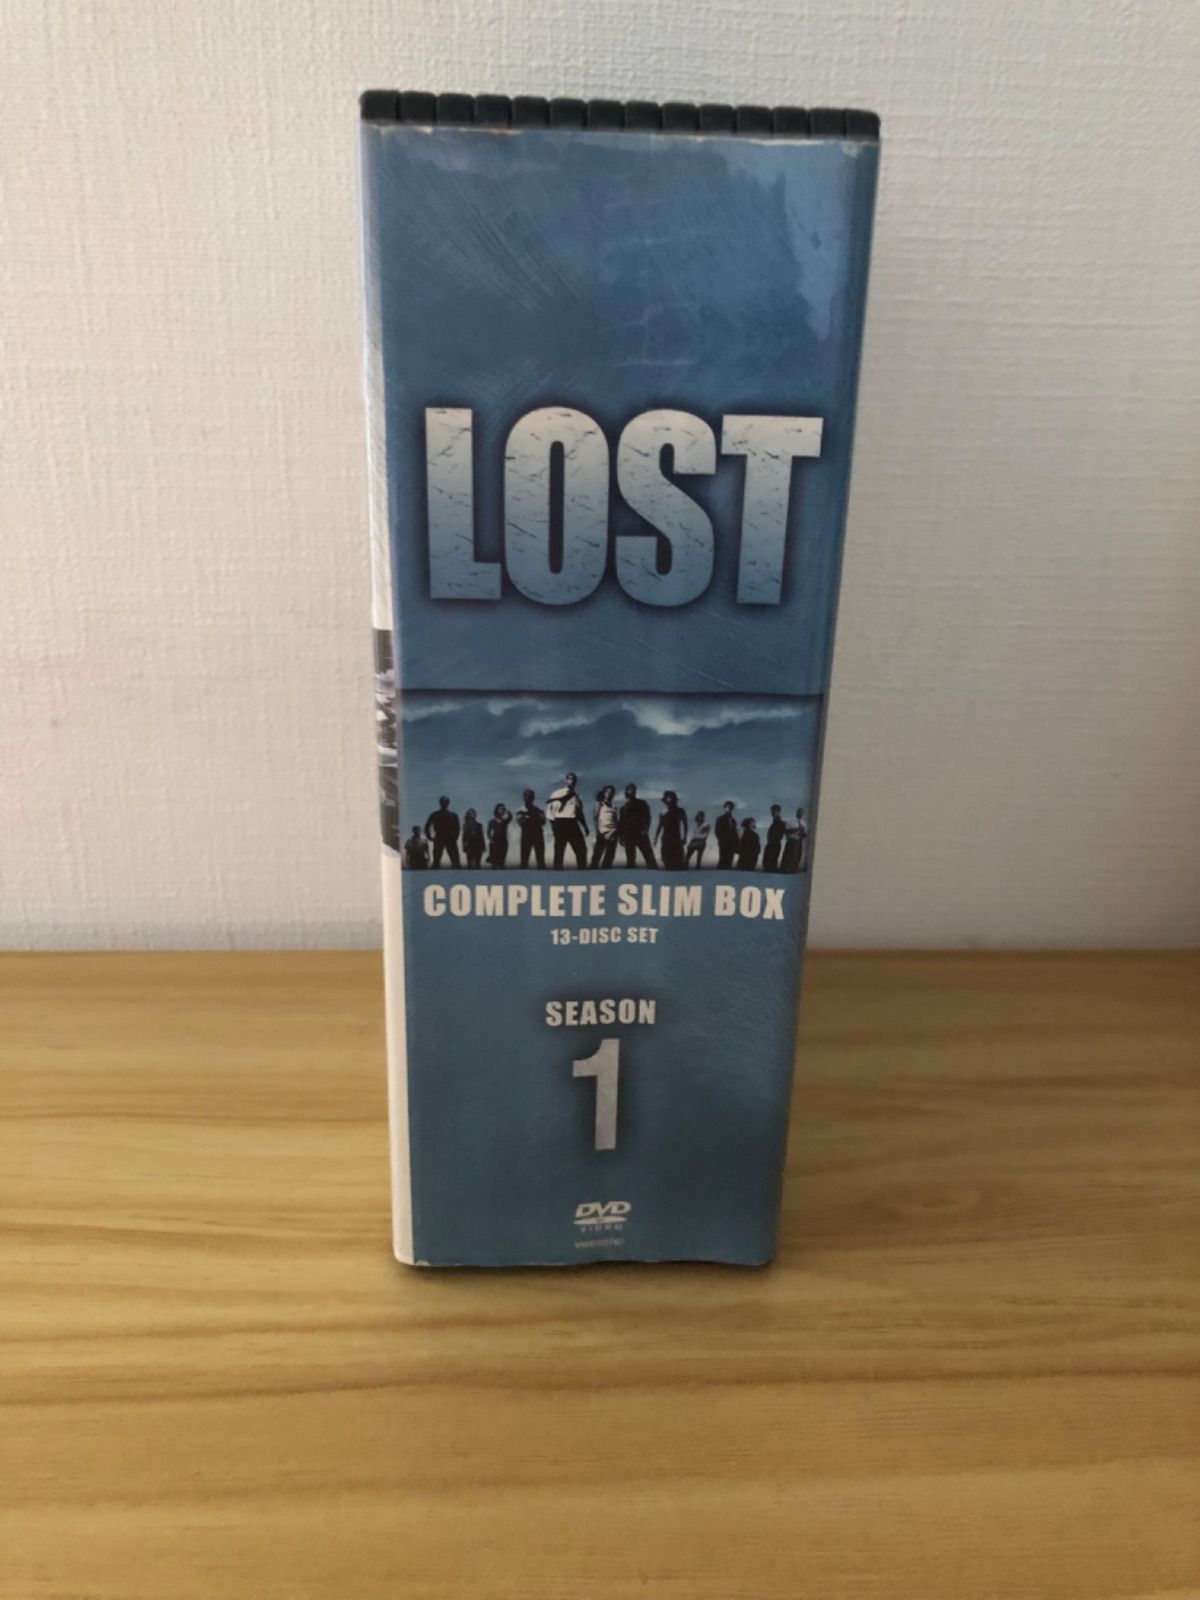 LOST
COMPLETE SLIM BOX
13-DISC SET
SEASON
1
DVD
VIDEO